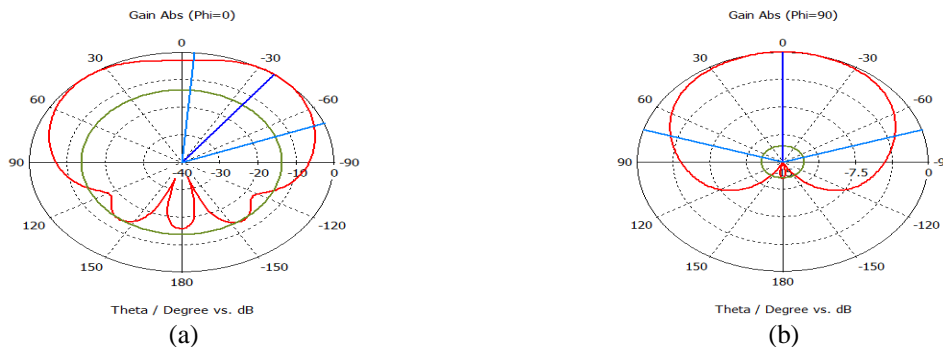 Gain Abs (Phi=0)
0
30 -30
60 -60
90 -40 -30 -20 -10 0 -90
120 -120
150 -150
180
Theta / Degree vs. dB
(a)
Gain Abs (Phi=90)
0
30 -30
60 -60
90 -7.5 0 -9
120 -120
150 -150
180
Theta / Degree vs. dB
(b)